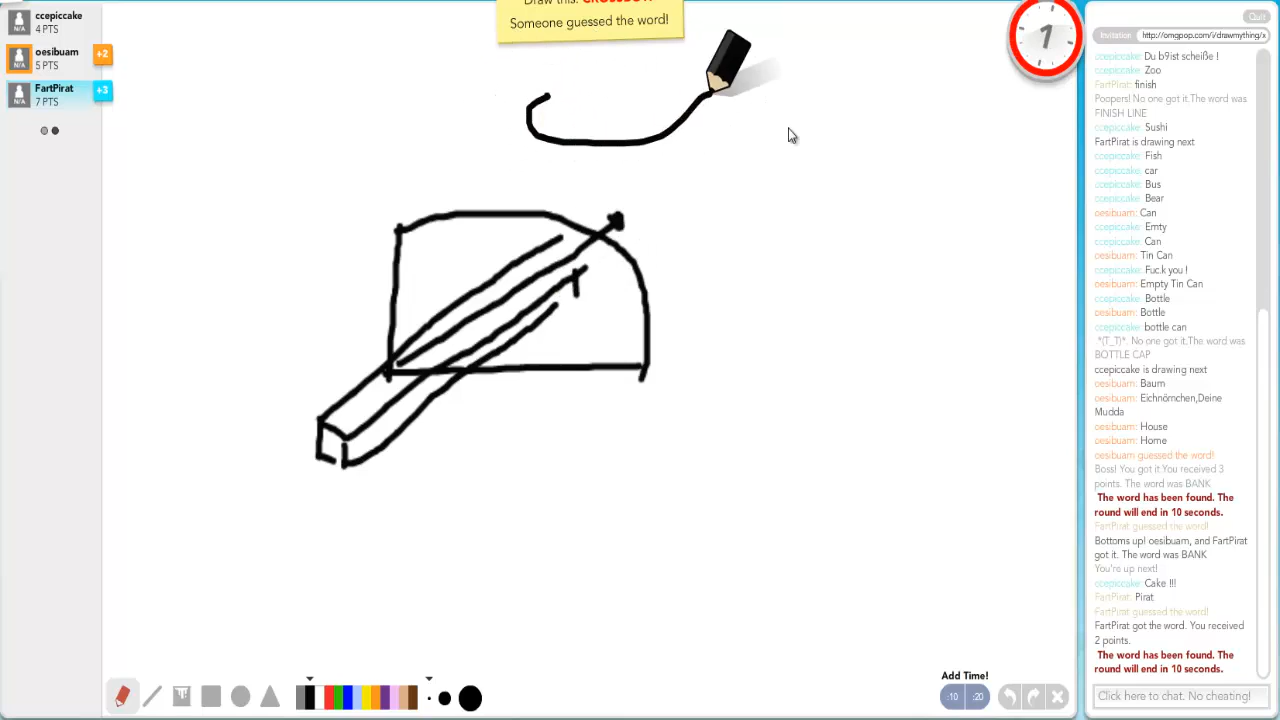 ccepiccake
4 PTS
oesibuam
5 PTS
+2
FartPirat
7 PTS
+3
N/A
N/A
N/A
Draw this: CROSSBOW
Someone guessed the word!
1
Quit
Invitation http://omgpop.com/i/drawmything/x
ccepiccake: Du b9ist scheiße !
ccepiccake: Zoo
FartPirat: finish
Poopers! No one got it.The word was
FINISH LINE
ccepiccake: Sushi
FartPirat is drawing next
ccepiccake: Fish
ccepiccake: car
ccepiccake: Bus
ccepiccake: Bear
oesibuam: Can
ccepiccake: Emty
ccepiccake: Can
oesibuam: Tin Can
ccepiccake: Fuc.k you !
oesibuam: Empty Tin Can
ccepiccake: Bottle
oesibuam: Bottle
ccepiccake: bottle can
*(T_T)*. No one got it.The word was
BOTTLE CAP
ccepiccake is drawing next
oesibuam: Baum
oesibuam: Eichnörnchen,Deine
Mudda
oesibuam: House
oesibuam: Home
oesibuam guessed the word!
Boss! You got it You received 3
points. The word was BANK
The word has been found. The
round will end in 10 seconds.
FartPirat guessed the word!
Bottoms up! oesibuam, and FartPirat
got it. The word was BANK
You're up next!
ccepiccake: Cake !!!
FartPirat: Pirat
FartPirat guessed the word!
FartPirat got the word. You received
2 points.
The word has been found. The
round will end in 10 seconds.
Click here to chat. No cheating!
Add Time!
:10 :20